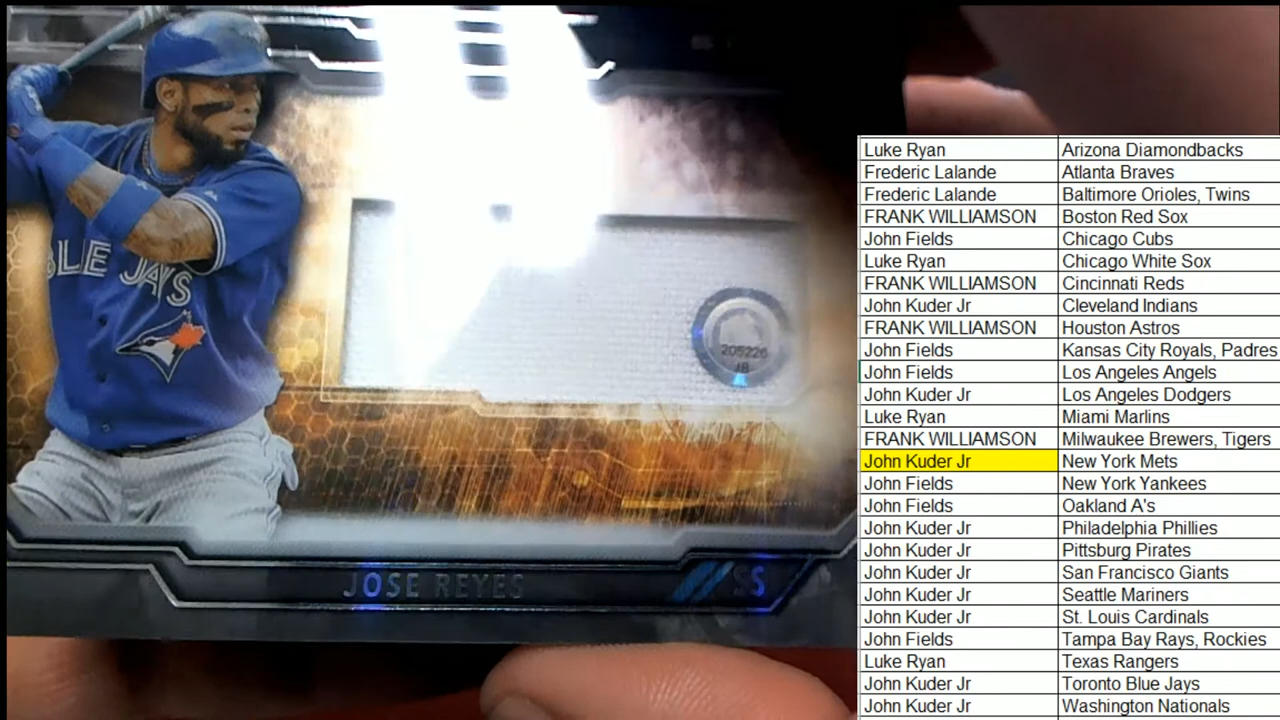 BLUE JAYS
205226
JB
JOSE REYES
SS
Luke Ryan Arizona Diamondbacks
Frederic Lalande Atlanta Braves
Frederic Lalande Baltimore Orioles, Twins
FRANK WILLIAMSON Boston Red Sox
John Fields Chicago Cubs
Luke Ryan Chicago White Sox
FRANK WILLIAMSON Cincinnati Reds
John Kuder Jr Cleveland Indians
FRANK WILLIAMSON Houston Astros
John Fields Kansas City Royals, Padres
John Fields Los Angeles Angels
John Kuder Jr Los Angeles Dodgers
Luke Ryan Miami Marlins
FRANK WILLIAMSON Milwaukee Brewers, Tigers
John Kuder Jr New York Mets
John Fields New York Yankees
John Fields Oakland A's
John Kuder Jr Philadelphia Phillies
John Kuder Jr Pittsburg Pirates
John Kuder Jr San Francisco Giants
John Kuder Jr Seattle Mariners
John Kuder Jr St. Louis Cardinals
John Fields Tampa Bay Rays, Rockies
Luke Ryan Texas Rangers
John Kuder Jr Toronto Blue Jays
John Kuder Jr Washington Nationals